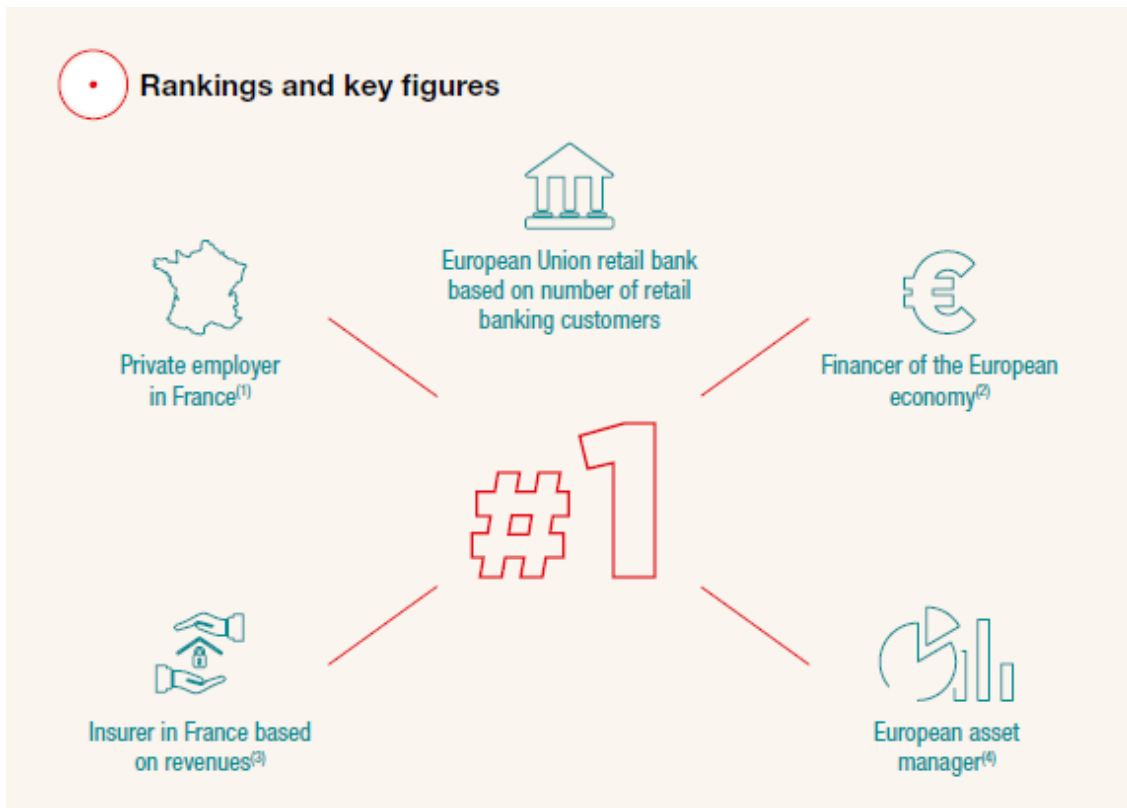 Rankings and key figures
European Union retail bank
based on number of retail
banking customers
Private employer
in France(1)
Financer of the European
economy(2)
#1
Insurer in France based
on revenues(3)
European asset
manager(4)